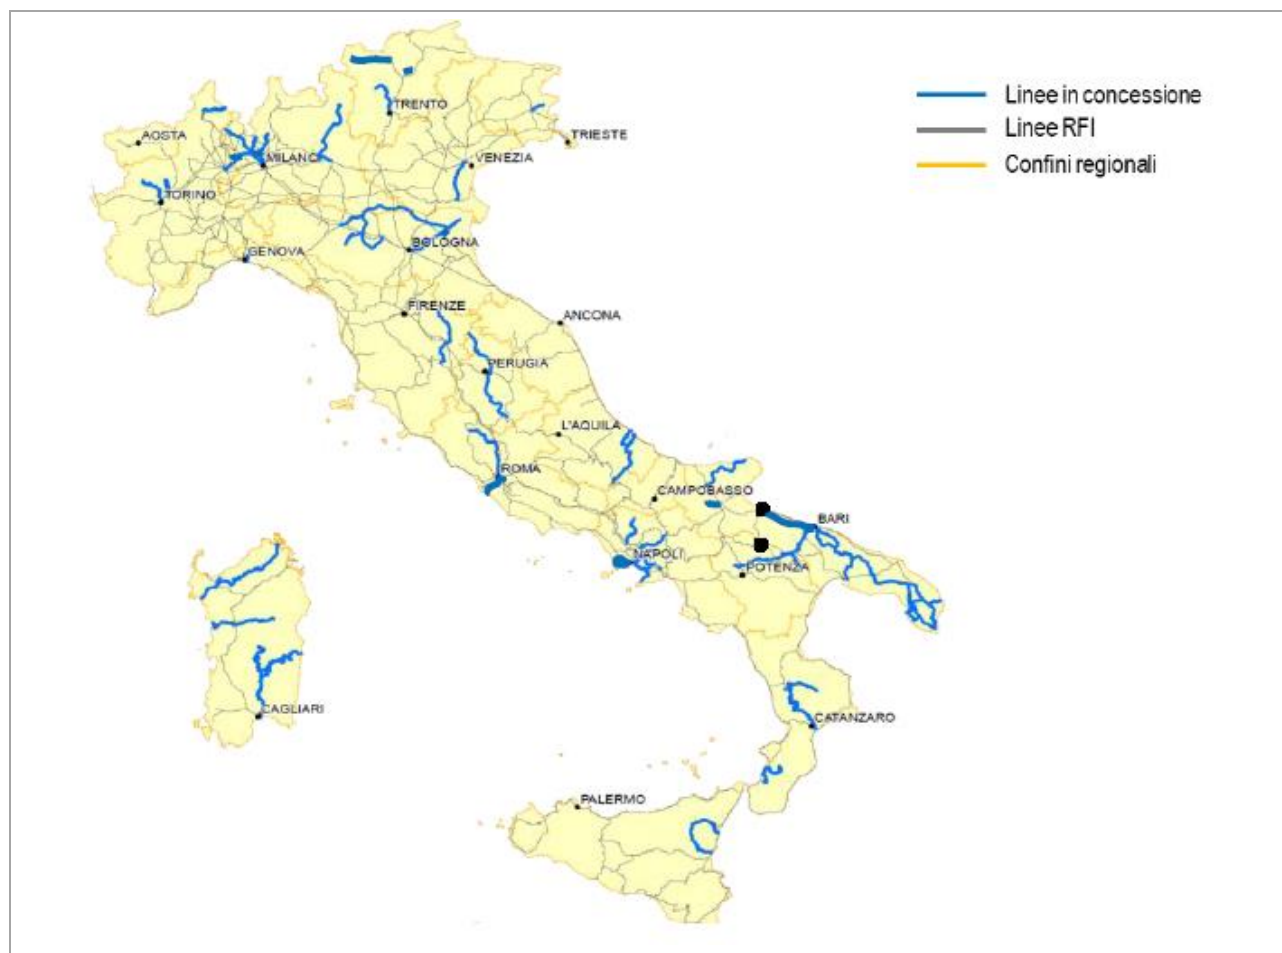 Linee in concessione
TRENTO
AOSTA
TRIESTE
Linee RFI
MILANO
VENEZIA
Confini regionali
TORINO
BOLOGNA
GENOVA
FIRENZE
ANCONA
PERUGIA
L'AQUILA
ROMA
CAMPOBASSO
BARI
NAPOLI
POTENZA
CAGLIARI
CATANZARO
PALERMO